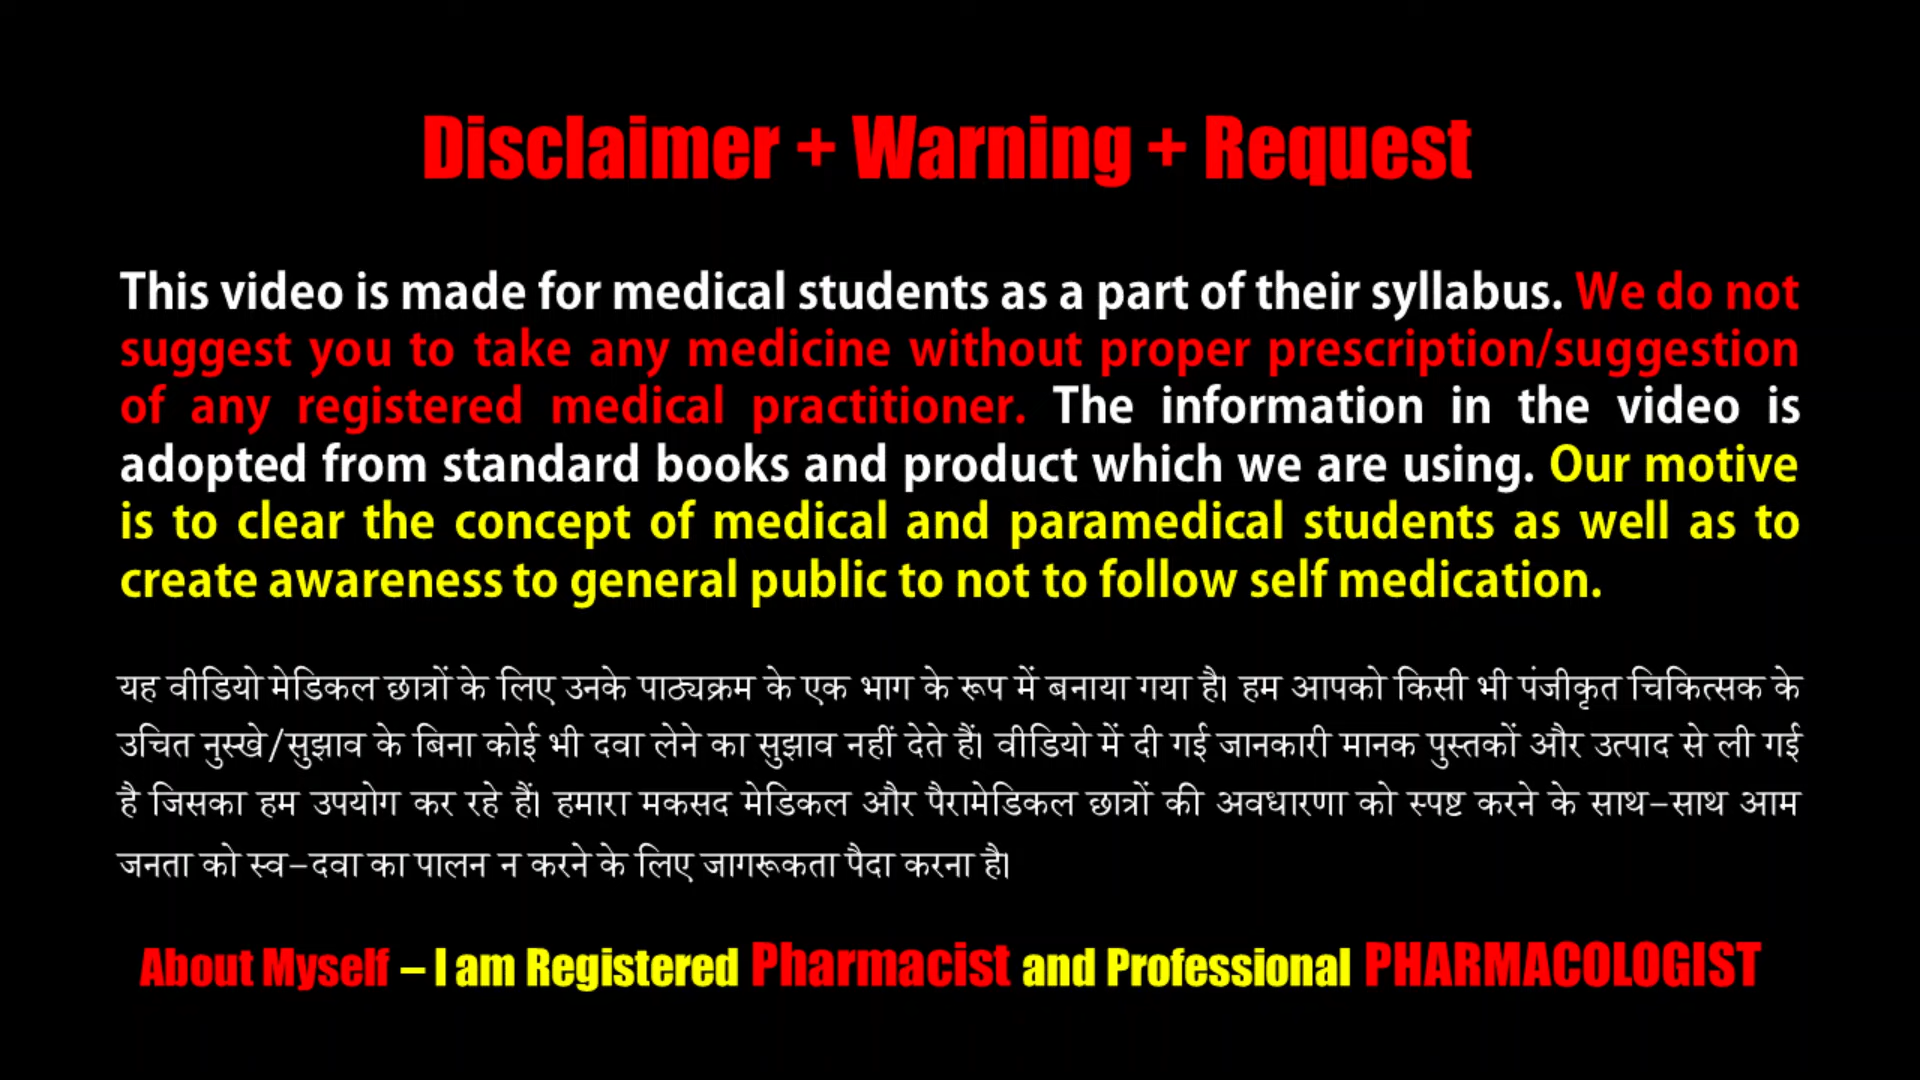 Disclaimer + Warning + Request
This video is made for medical students as a part of their syllabus. We do not
suggest you to take any medicine without proper prescription/suggestion
of any registered medical practitioner. The information in the video is
adopted from standard books and product which we are using. Our motive
is to clear the concept of medical and paramedical students as well as to
create awareness to general public to not to follow self medication.
यह वीडियो मेडिकल छात्रों के लिए उनके पाठ्यक्रम के एक भाग के रूप में बनाया गया है। हम आपको किसी भी पंजीकृत चिकित्सक के
उचित नुस्खे/सुझाव के बिना कोई भी दवा लेने का सुझाव नहीं देते हैं। वीडियो में दी गई जानकारी मानक पुस्तकों और उत्पाद से ली गई
है जिसका हम उपयोग कर रहे हैं। हमारा मकसद मेडिकल और पैरामेडिकल छात्रों की अवधारणा को स्पष्ट करने के साथ-साथ आम
जनता को स्व-दवा का पालन न करने के लिए जागरूकता पैदा करना है।
About Myself – I am Registered Pharmacist and Professional PHARMACOLOGIST